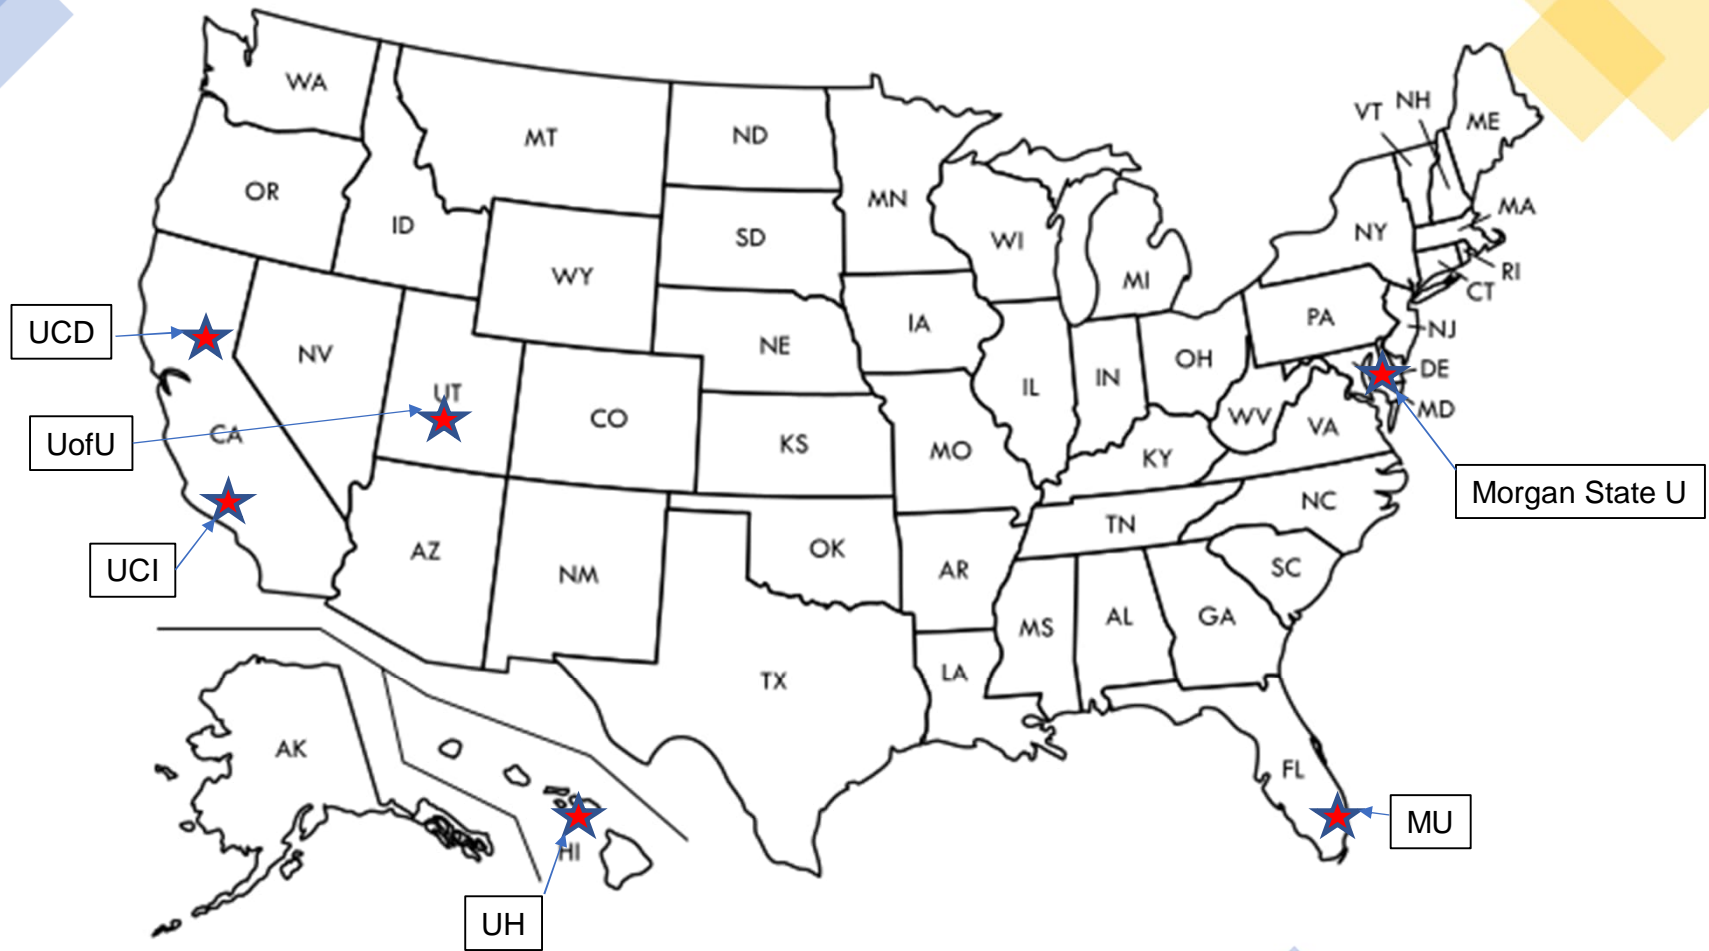 WA
MT
ND
MN
VT
NH
ME
OR
ID
SD
WI
MI
NY
MA
RI
CT
WY
IA
PA
NJ
UCD
NV
NE
IL
IN
OH
DE
MD
UT
CO
KS
MO
KY
WV
VA
UofU
CA
Morgan State U
UCI
AZ
NM
OK
AR
TN
NC
SC
MS
AL
GA
TX
LA
AK
FL
HI
MU
UH